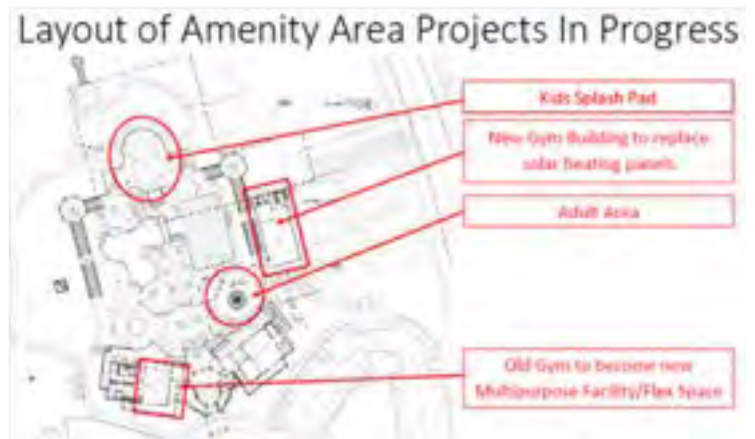 Layout of Amenity Area Projects In Progress
Kids Splash Pad
New Gym Building to replace
solar heating panels.
Adult Area
Old Gym to become new
Multipurpose Facility/Flex Space